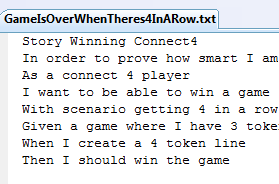 GameIsOverWhenTheres4InARow.txt
Story Winning Connect4
In order to prove how smart I am
As a connect 4 player
I want to be able to win a game
With scenario getting 4 in a row
Given a game where I have 3
When I create a 4 token line
Then I should win the game